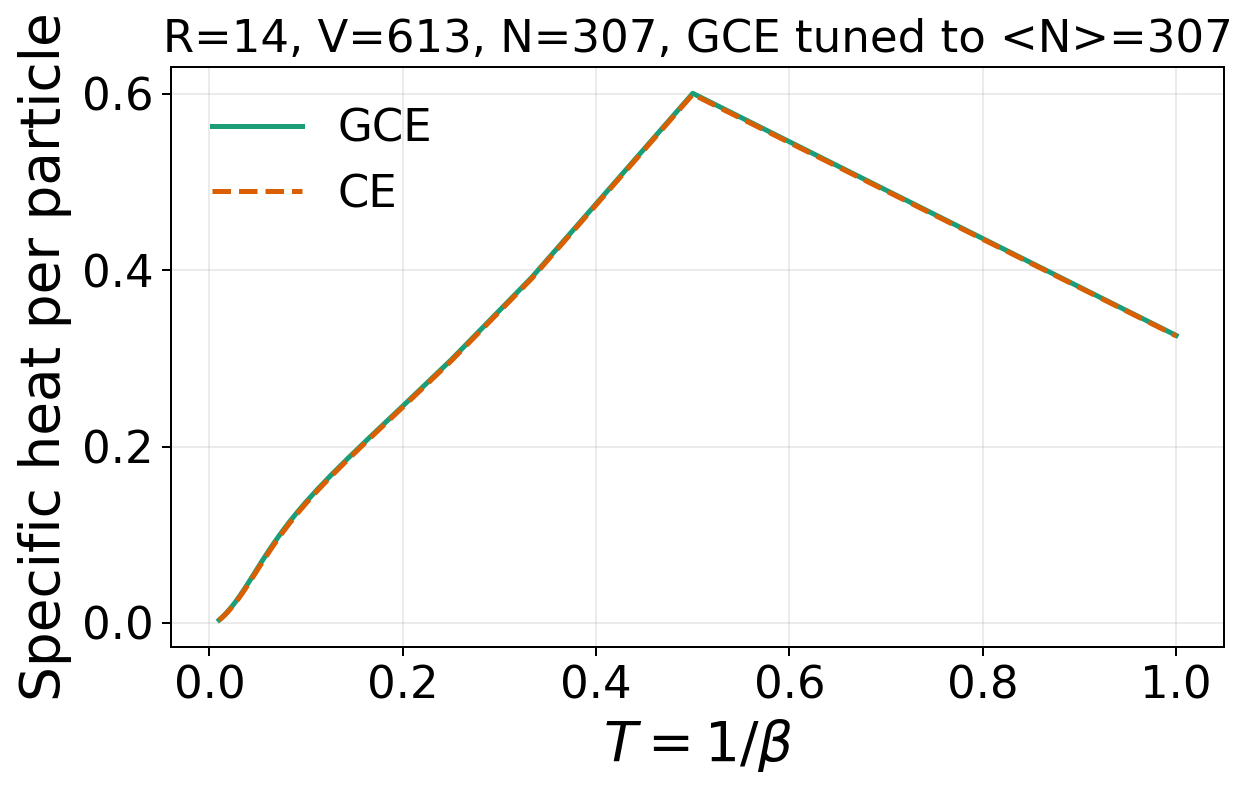 R=14, V=613, N=307, GCE tuned to <N>=307
Specific heat per particle
0.6
0.4
0.2
0.0
GCE
CE
0.0 0.2 0.4 0.6 0.8 1.0
T = 1/β